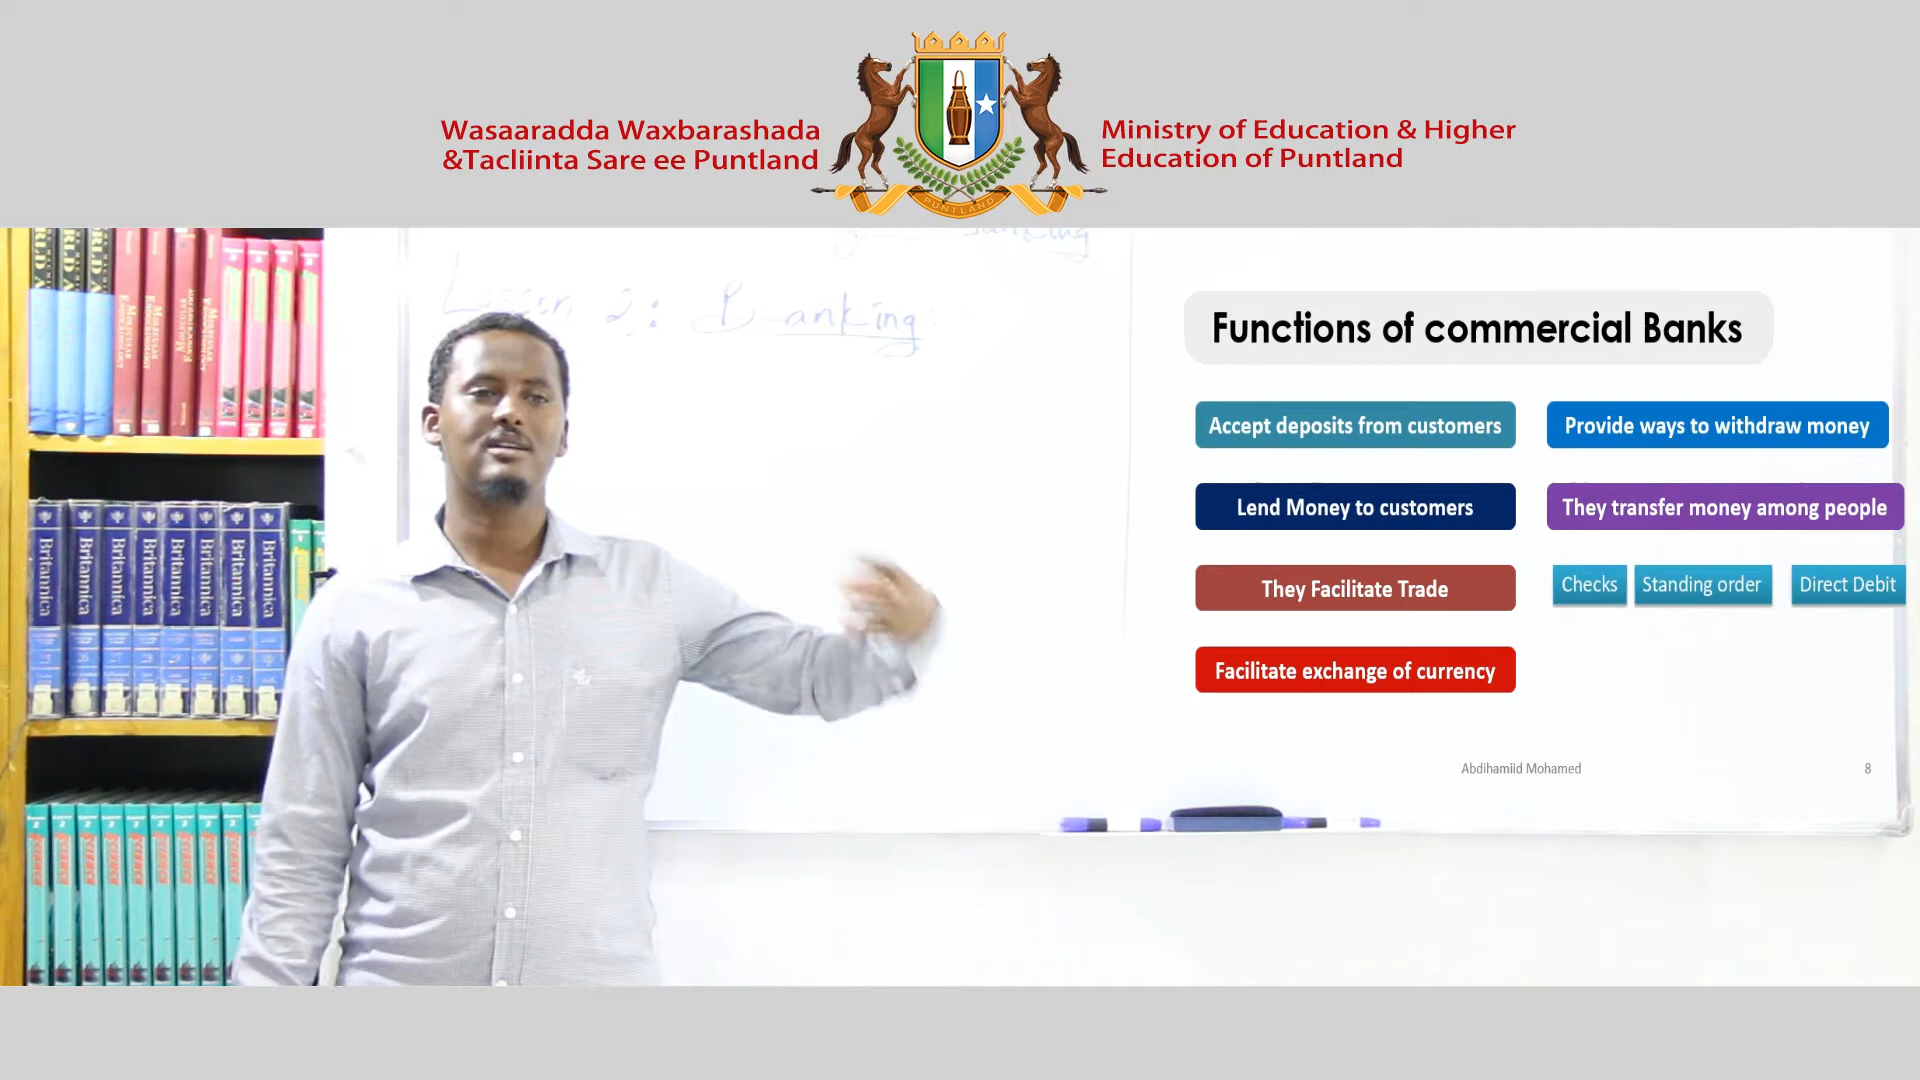 Wasaaradda Waxbarashada
&Tacliinta Sare ee Puntland
PUNTLAND
Ministry of Education & Higher
Education of Puntland
Lesson 2: Banking
Functions of commercial Banks
Accept deposits from customers
Provide ways to withdraw money
Lend Money to customers
They transfer money among people
They Facilitate Trade
Checks
Standing order
Direct Debit
Facilitate exchange of currency
Abdihamiid Mohamed
8
Britannica
Britannica
Britannica
Britannica
Britannica
Britannica
Britannica
Britannica